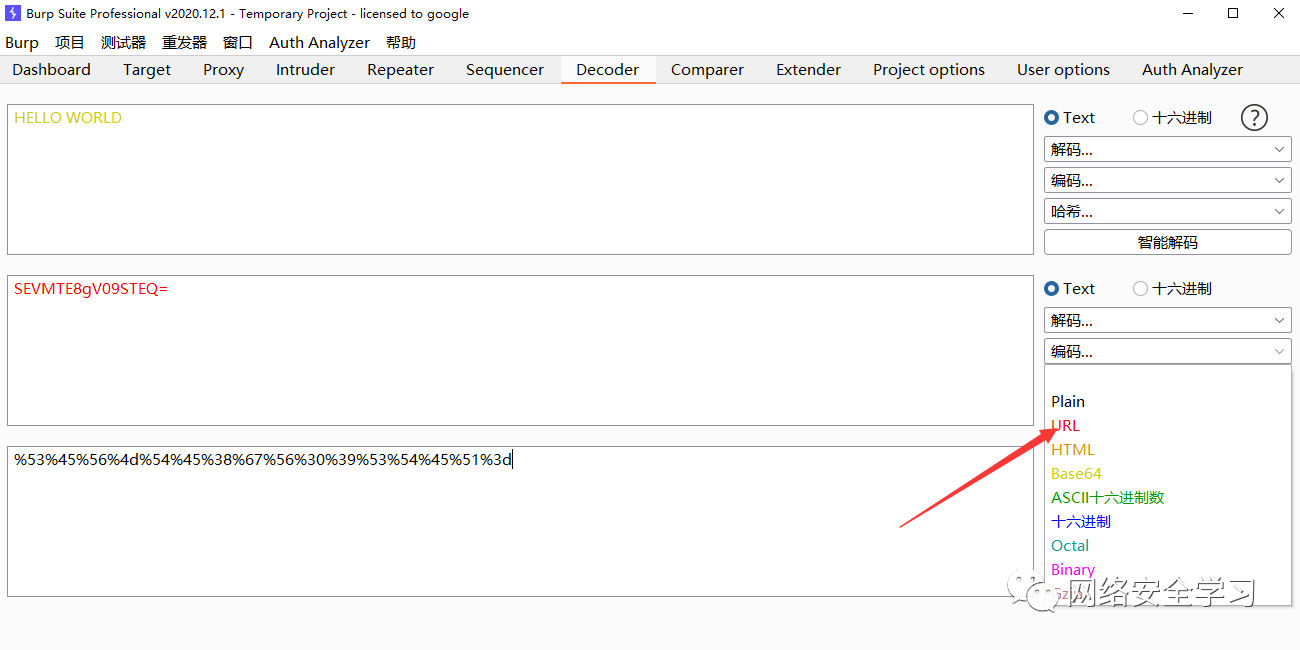 Burp Suite Professional v2020.12.1 - Temporary Project - licensed to google
Burp 项目 测试器 重发器 窗口 Auth Analyzer 帮助
Dashboard Target Proxy Intruder Repeater Sequencer Decoder Comparer Extender Project options User options Auth Analyzer
HELLO WORLD
Text 十六进制 ?
解码...
编码...
哈希...
智能解码
SEVMTE8gV09STEQ=
Text 十六进制
解码...
编码...
Plain
URL
HTML
Base64
ASCII十六进制数
十六进制
Octal
Binary
%53%45%56%4d%54%45%38%67%56%30%39%53%54%45%51%3d
网络安全学习